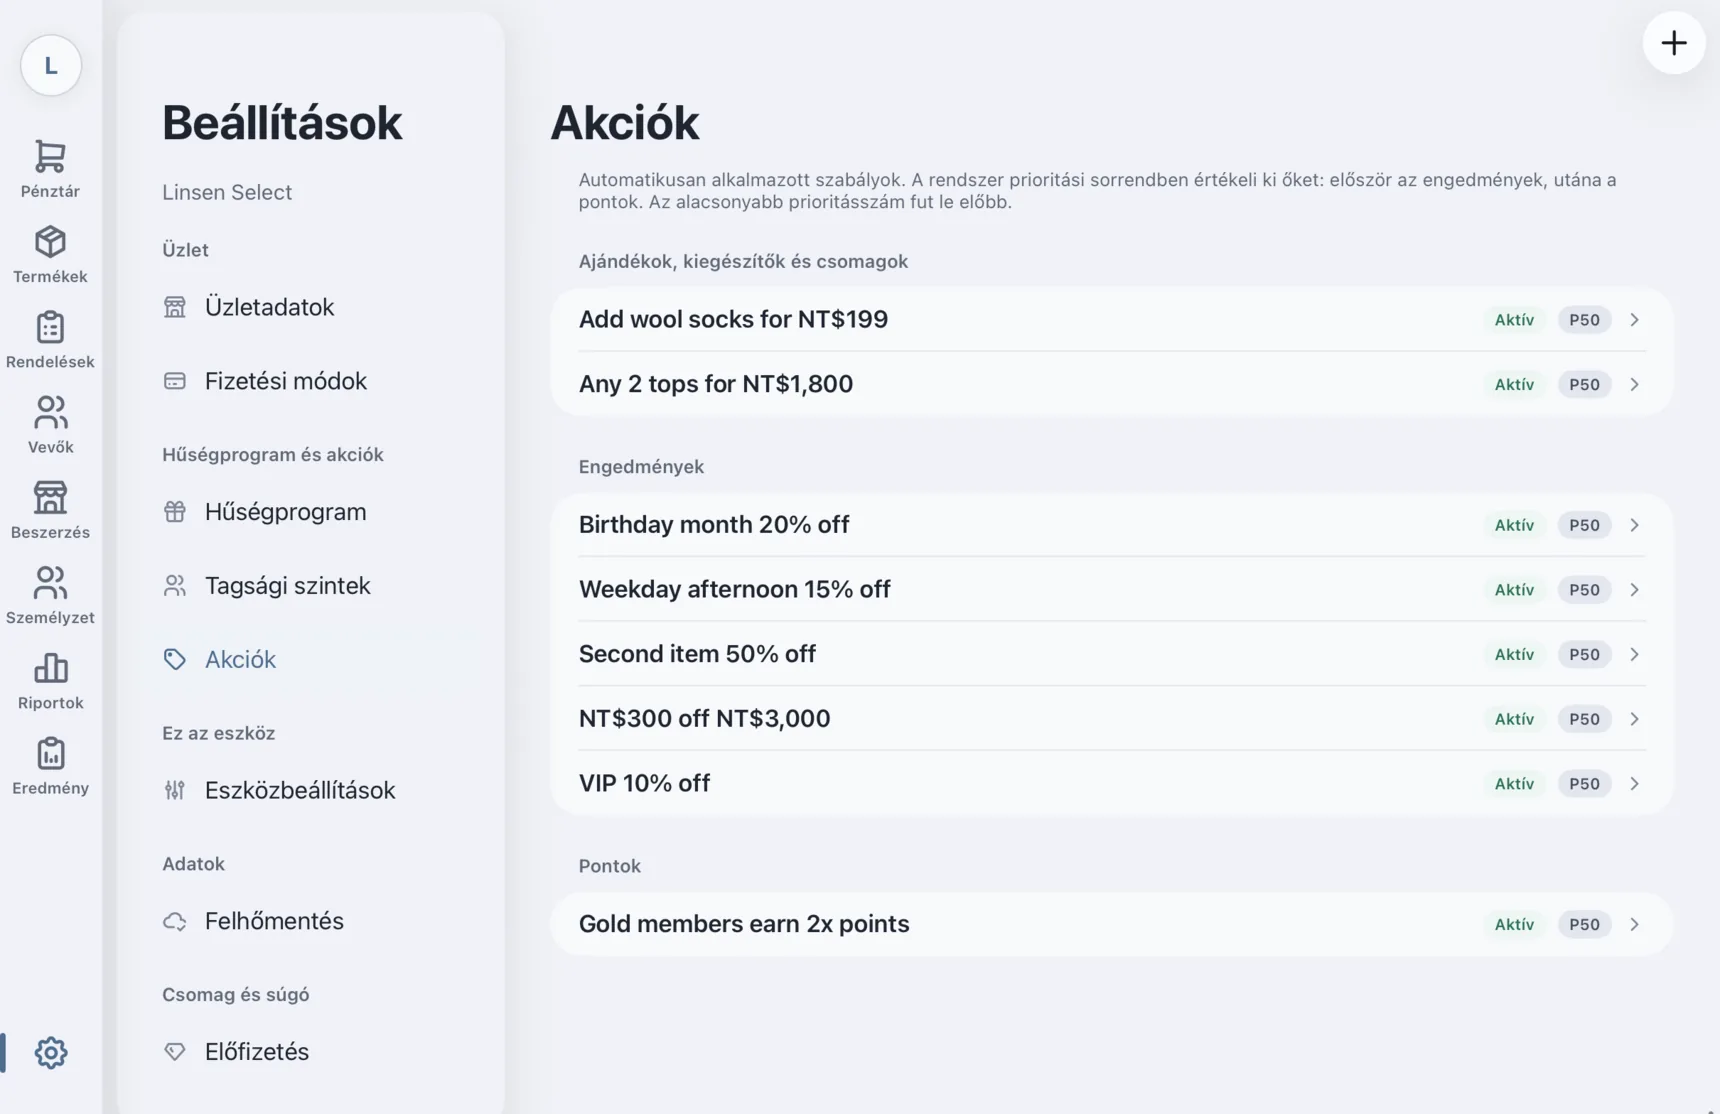 L
Pénztár
Termékek
Rendelések
Vevők
Beszerzés
Személyzet
Riportok
Eredmény
Beállítások
Linsen Select
Üzlet
Üzletadatok
Fizetési módok
Hűségprogram és akciók
Hűségprogram
Tagsági szintek
Akciók
Ez az eszköz
Eszközbeállítások
Adatok
Felhőmentés
Csomag és súgó
Előfizetés
Akciók
Automatikusan alkalmazott szabályok. A rendszer prioritási sorrendben értékeli ki őket: először az engedmények, utána a
pontok. Az alacsonyabb prioritásszám fut le előbb.
Ajándékok, kiegészítők és csomagok
Add wool socks for NT$199 Aktív P50
Any 2 tops for NT$1,800 Aktív P50
Engedmények
Birthday month 20% off Aktív P50
Weekday afternoon 15% off Aktív P50
Second item 50% off Aktív P50
NT$300 off NT$3,000 Aktív P50
VIP 10% off Aktív P50
Pontok
Gold members earn 2x points Aktív P50